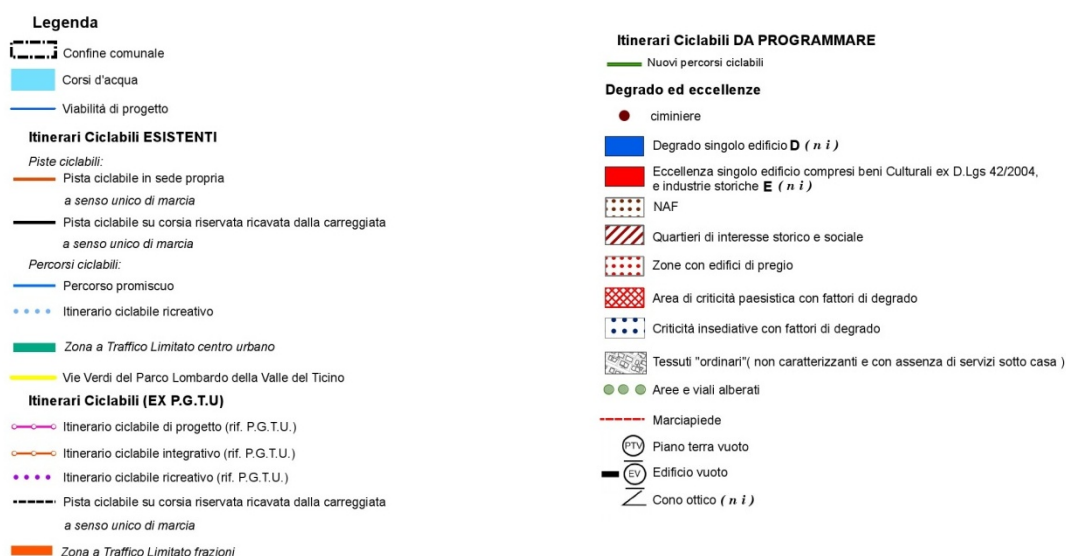 Legenda
Confine comunale
Corsi d'acqua
Viabilità di progetto
Itinerari Ciclabili ESISTENTI
Piste ciclabili:
Pista ciclabile in sede propria
a senso unico di marcia
Pista ciclabile su corsia riservata ricavata dalla carreggiata
a senso unico di marcia
Percorsi ciclabili:
Percorso promiscuo
Itinerario ciclabile ricreativo
Zona a Traffico Limitato centro urbano
Vie Verdi del Parco Lombardo della Valle del Ticino
Itinerari Ciclabili (EX P.G.T.U)
Itinerario ciclabile di progetto (rif. P.G.T.U.)
Itinerario ciclabile integrativo (rif. P.G.T.U.)
Itinerario ciclabile ricreativo (rif. P.G.T.U.)
Pista ciclabile su corsia riservata ricavata dalla carreggiata
a senso unico di marcia
Zona a Traffico Limitato frazioni
Itinerari Ciclabili DA PROGRAMMARE
Nuovi percorsi ciclabili
Degrado ed eccellenze
ciminiere
Degrado singolo edificio D ( n i )
Eccellenza singolo edificio compresi beni Culturali ex D.Lgs 42/2004,
e industrie storiche E ( n i )
NAF
Quartieri di interesse storico e sociale
Zone con edifici di pregio
Area di criticità paesistica con fattori di degrado
Criticità insediative con fattori di degrado
Tessuti "ordinari"( non caratterizzanti e con assenza di servizi sotto casa )
Aree e viali alberati
Marciapiede
PTV Piano terra vuoto
EV Edificio vuoto
Cono ottico ( n i )